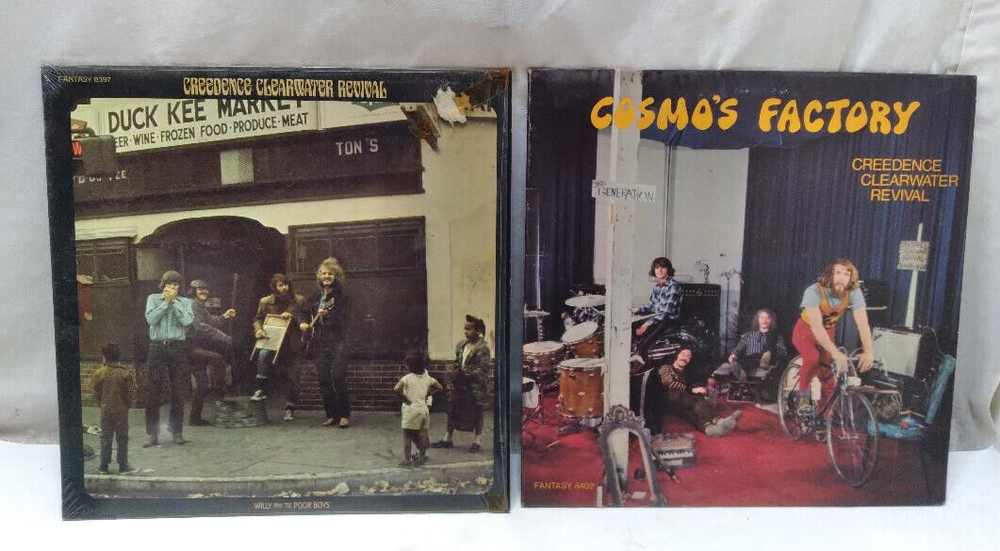 FANTASY 8397
CREEDENCE CLEARWATER REVIVAL
DUCK KEE MARKET
EER·WINE·FROZEN FOOD·PRODUCE·MEAT
TON'S
WILLY AND THE POOR BOYS
COSMO'S FACTORY
CREEDENCE
CLEARWATER
REVIVAL
3RD
GENERATION
FANTASY 8402